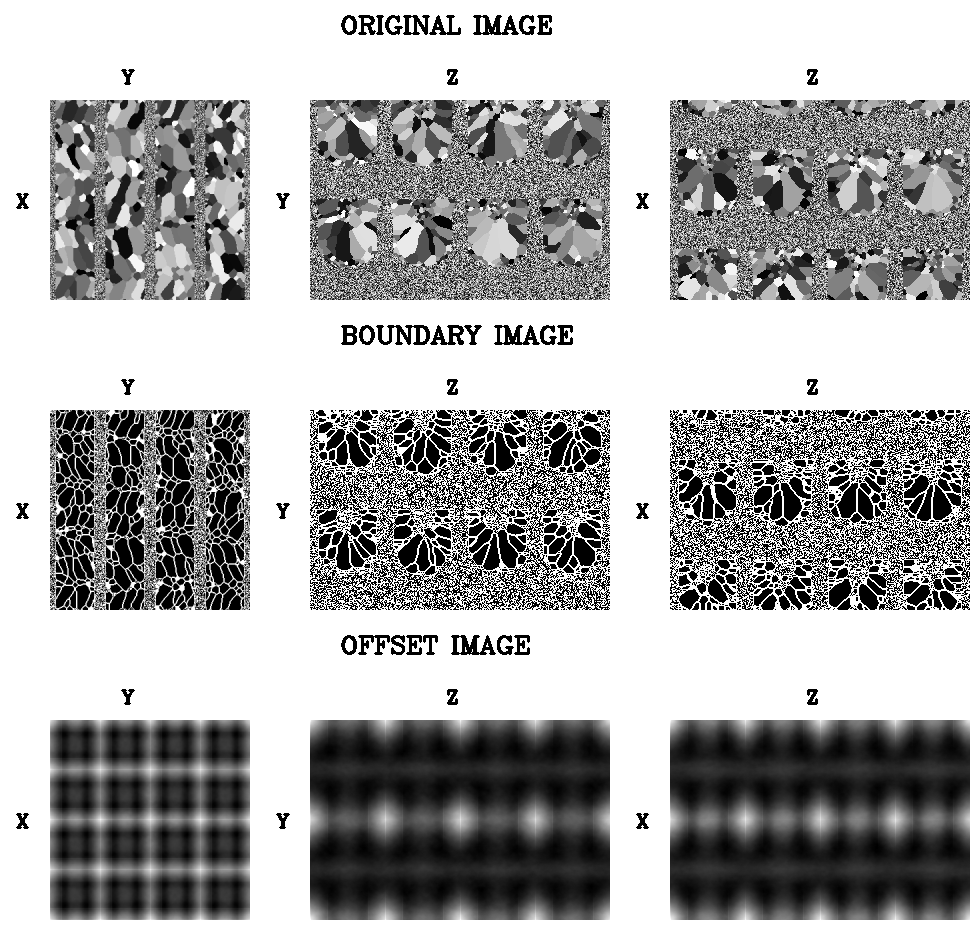 ORIGINAL IMAGE
Y Z Z
X Y X
BOUNDARY IMAGE
Y Z Z
X Y X
OFFSET IMAGE
Y Z Z
X Y X